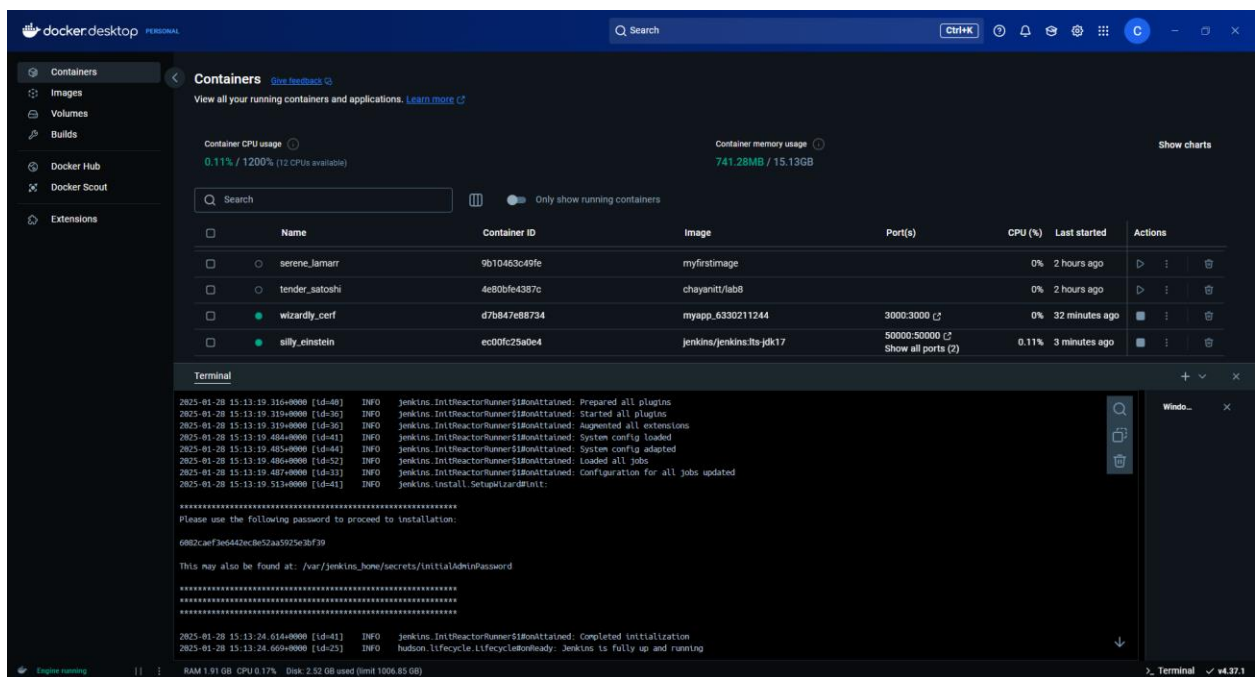 docker.desktop PERSONAL
Search Ctrl+K
C
Containers
Images
Volumes
Builds
Docker Hub
Docker Scout
Extensions
Containers Give feedback
View all your running containers and applications. Learn more
Container CPU usage
0.11% / 1200% (12 CPUs available)
Container memory usage
741.28MB / 15.13GB
Show charts
Search
Only show running containers
Name Container ID Image Port(s) CPU (%) Last started Actions
serene_lamarr 9b10463c49fe myfirstimage 0% 2 hours ago
tender_satoshi 4e80bfe4387c chayanitt/lab8 0% 2 hours ago
wizardly_cerf d7b847e88734 myapp_6330211244 3000:3000 0% 32 minutes ago
silly_einstein ec00fc25a0e4 jenkins/jenkins:lts-jdk17 50000:50000 Show all ports (2) 0.11% 3 minutes ago
Terminal
Windo...
2025-01-28 15:13:19.316+0000 [id=40] INFO jenkins.InitReactorRunner$1#onAttained: Prepared all plugins
2025-01-28 15:13:19.319+0000 [id=36] INFO jenkins.InitReactorRunner$1#onAttained: Started all plugins
2025-01-28 15:13:19.319+0000 [id=36] INFO jenkins.InitReactorRunner$1#onAttained: Augmented all extensions
2025-01-28 15:13:19.484+0000 [id=41] INFO jenkins.InitReactorRunner$1#onAttained: System config loaded
2025-01-28 15:13:19.485+0000 [id=44] INFO jenkins.InitReactorRunner$1#onAttained: System config adapted
2025-01-28 15:13:19.486+0000 [id=52] INFO jenkins.InitReactorRunner$1#onAttained: Loaded all jobs
2025-01-28 15:13:19.487+0000 [id=33] INFO jenkins.InitReactorRunner$1#onAttained: Configuration for all jobs updated
2025-01-28 15:13:19.513+0000 [id=41] INFO jenkins.install.SetupWizard#init:
*************************************************************
Please use the following password to proceed to installation:
6082caef3e6442ec8e52aa5925e3bf39
This may also be found at: /var/jenkins_home/secrets/initialAdminPassword
*************************************************************
*************************************************************
*************************************************************
2025-01-28 15:13:24.614+0000 [id=41] INFO jenkins.InitReactorRunner$1#onAttained: Completed initialization
2025-01-28 15:13:24.669+0000 [id=25] INFO hudson.lifecycle.Lifecycle#onReady: Jenkins is fully up and running
Engine running RAM 1.91 GB CPU 0.17% Disk: 2.52 GB used (limit 1006.85 GB) >_ Terminal v4.37.1